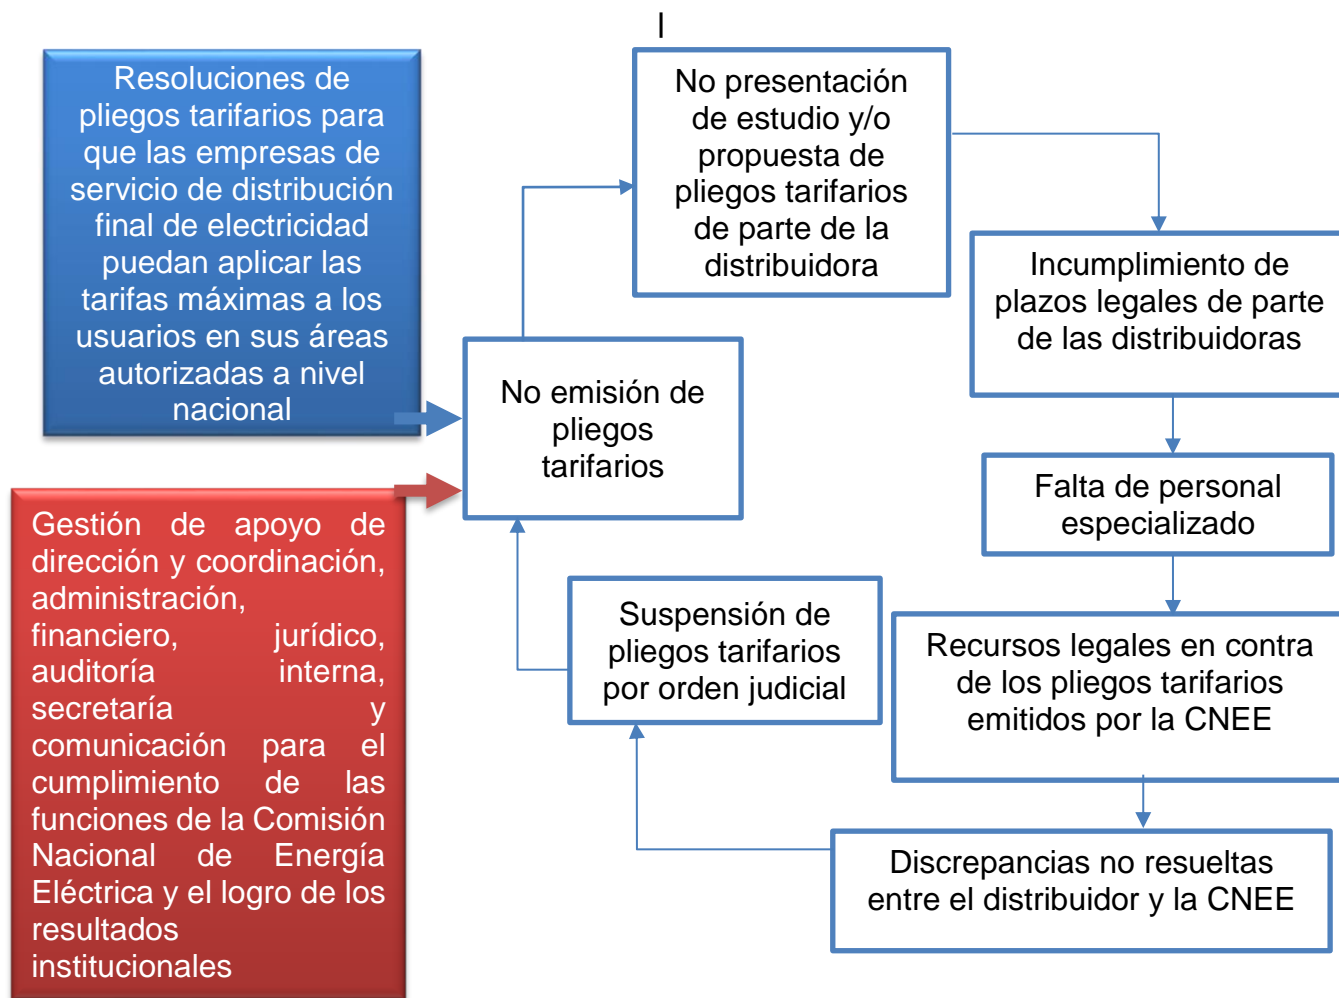 I
Resoluciones de
pliegos tarifarios para
que las empresas de
servicio de distribución
final de electricidad
puedan aplicar las
tarifas máximas a los
usuarios en sus áreas
autorizadas a nivel
nacional
No presentación
de estudio y/o
propuesta de
pliegos tarifarios
de parte de la
distribuidora
Incumplimiento de
plazos legales de parte
de las distribuidoras
No emisión de
pliegos
tarifarios
Falta de personal
especializado
Gestión de apoyo de
dirección y coordinación,
administración,
financiero, jurídico,
auditoría interna,
secretaría y
comunicación para el
cumplimiento de las
funciones de la Comisión
Nacional de Energía
Eléctrica y el logro de los
resultados
institucionales
Suspensión de
pliegos tarifarios
por orden judicial
Recursos legales en contra
de los pliegos tarifarios
emitidos por la CNEE
Discrepancias no resueltas
entre el distribuidor y la CNEE